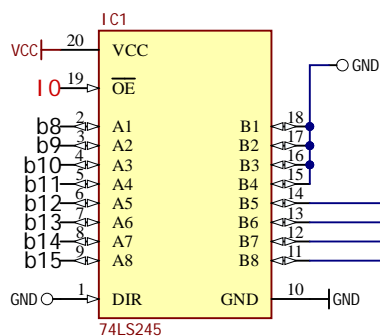 IC1
VCC 20 VCC
GND
IO 19 OE
b8 2 A1 B1 18
b9 3 A2 B2 17
b10 4 A3 B3 16
b11 5 A4 B4 15
b12 6 A5 B5 14
b13 7 A6 B6 13
b14 8 A7 B7 12
b15 9 A8 B8 11
GND 1 DIR GND 10 GND
74LS245